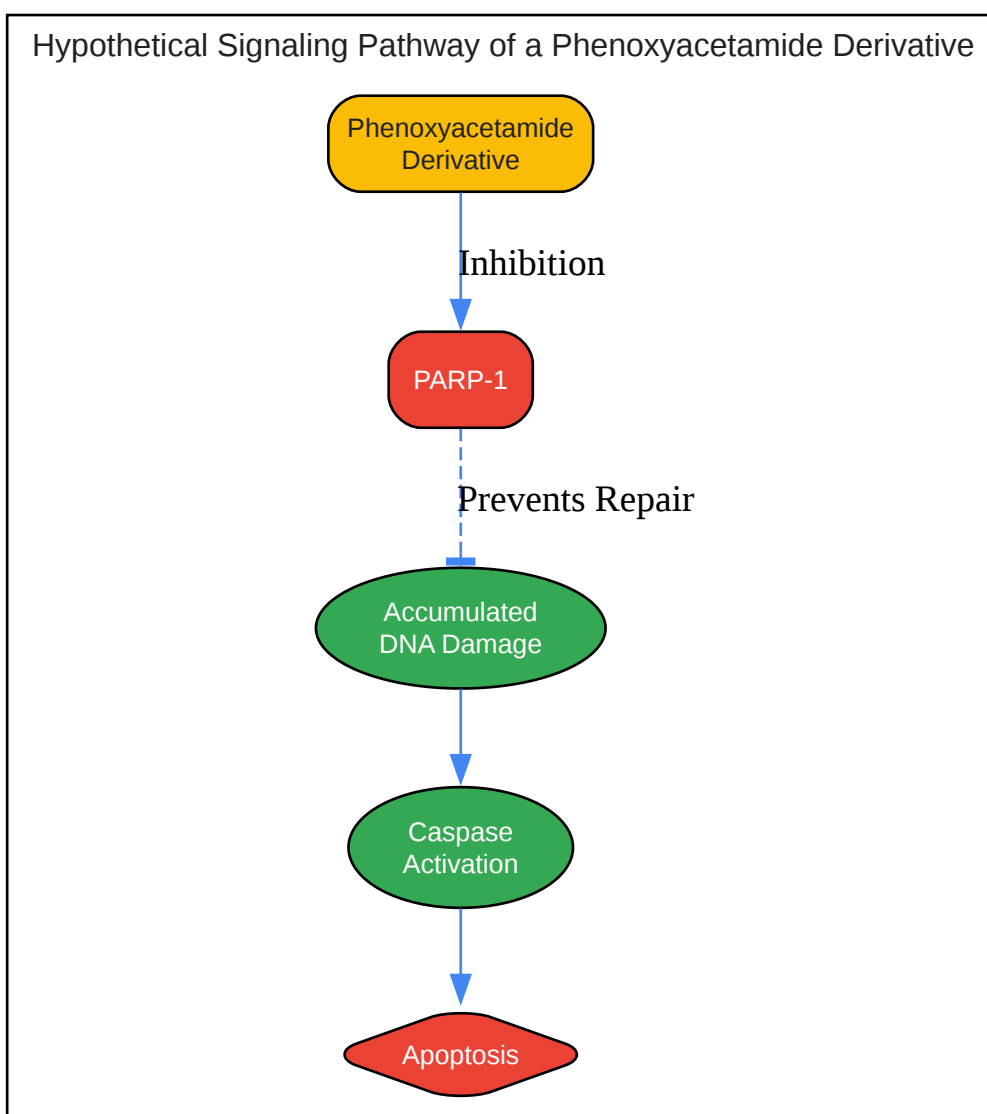 Hypothetical Signaling Pathway of a Phenoxyacetamide Derivative
Phenoxyacetamide
Derivative
Inhibition
PARP-1
Prevents Repair
Accumulated
DNA Damage
Caspase
Activation
Apoptosis